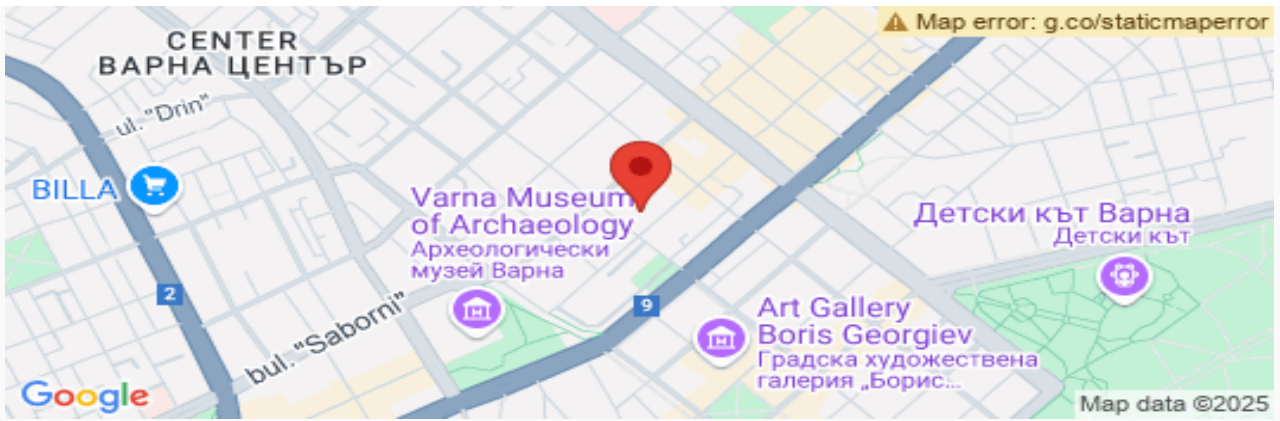 Map error: g.co/staticmaperror
CENTER
ВАРНА ЦЕНТЪР
ul. "Drin"
BILLA
Varna Museum
of Archaeology
Археологически
музей Варна
Детски кът Варна
Детски кът
2
9
bul. "Saborni"
Art Gallery
Boris Georgiev
Градска художествена
галерия „Борис...
Google
Map data ©2025